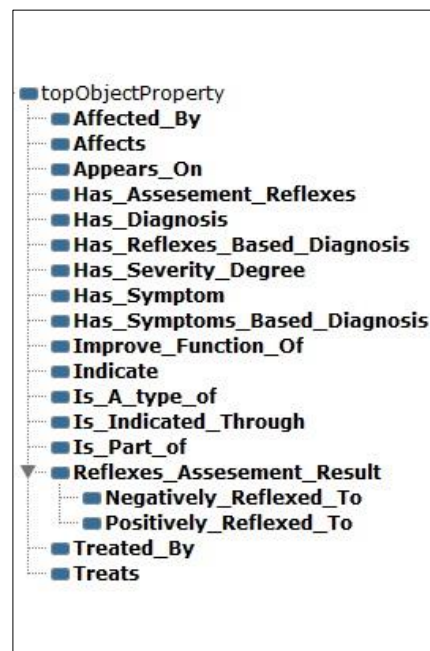 topObjectProperty
Affected_By
Affects
Appears_On
Has_Assesement_Reflexes
Has_Diagnosis
Has_Reflexes_Based_Diagnosis
Has_Severity_Degree
Has_Symptom
Has_Symptoms_Based_Diagnosis
Improve_Function_Of
Indicate
Is_A_type_of
Is_Indicated_Through
Is_Part_of
Reflexes_Assesement_Result
Negatively_Reflexed_To
Positively_Reflexed_To
Treated_By
Treats